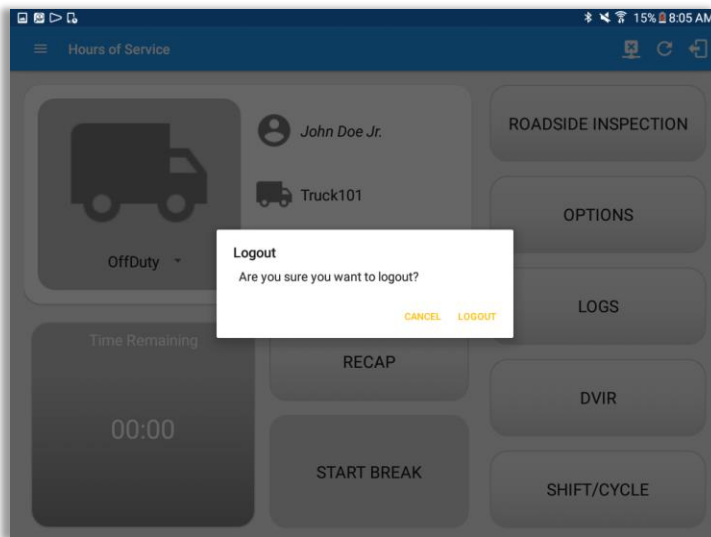 15% 8:05 AM
Hours of Service
John Doe Jr.
Truck101
OffDuty
Logout
Are you sure you want to logout?
CANCEL LOGOUT
Time Remaining
00:00
RECAP
START BREAK
ROADSIDE INSPECTION
OPTIONS
LOGS
DVIR
SHIFT/CYCLE